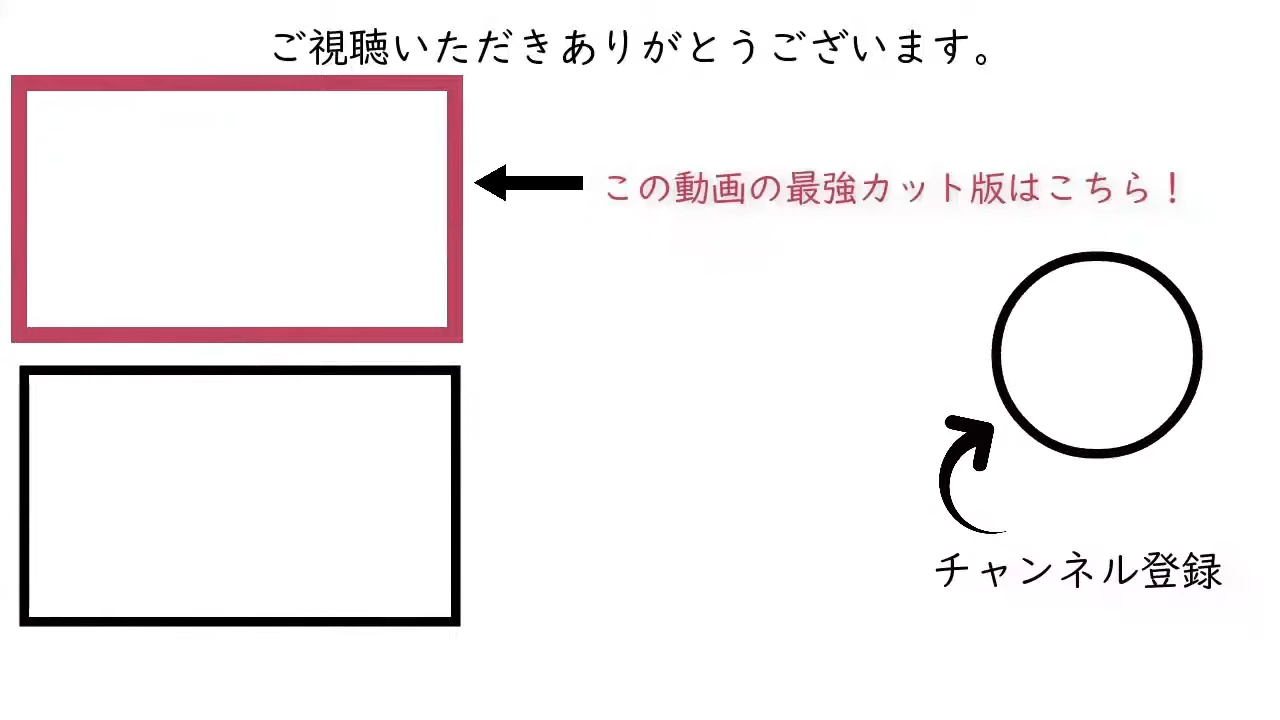 ご視聴いただきありがとうございます。
この動画の最強カット版はこちら！
チャンネル登録